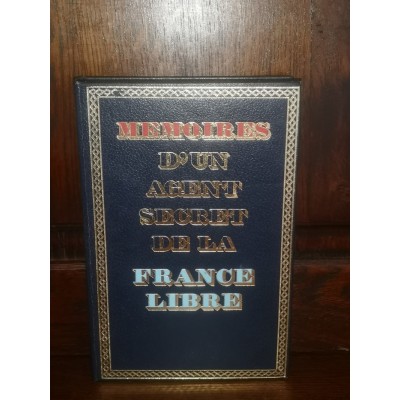 MEMOIRES
D'UN
AGENT
SECRET
DE LA
FRANCE
LIBRE